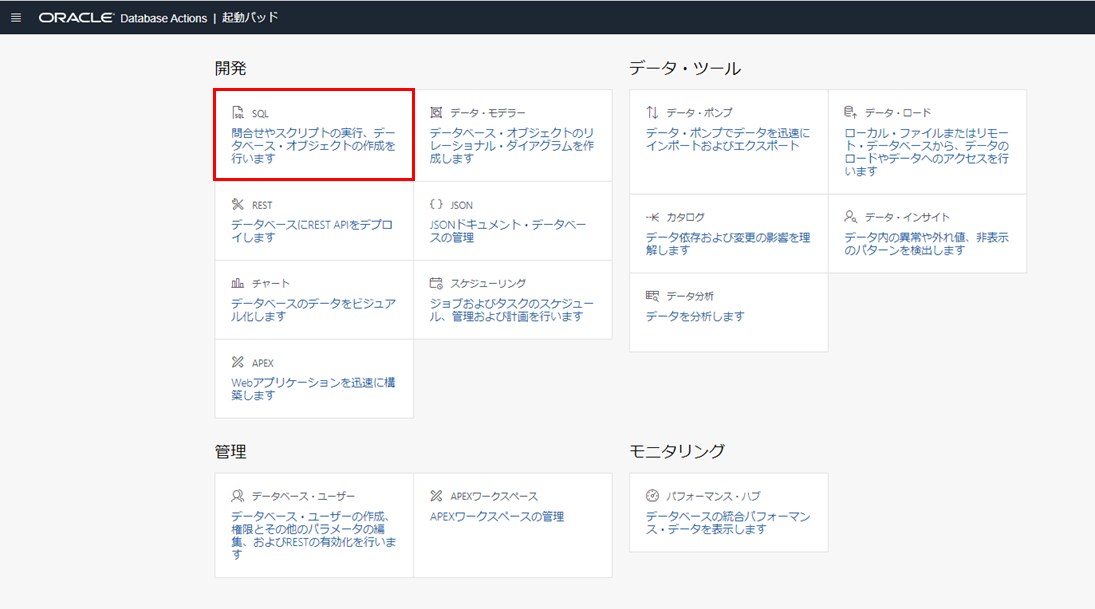 ORACLE Database Actions | 起動パッド
開発
SQL
問合せやスクリプトの実行、デー
タベース・オブジェクトの作成を
行います
データ・モデラー
データベース・オブジェクトのリ
レーショナル・ダイアグラムを作
成します
REST
データベースにREST APIをデプロ
イします
JSON
JSONドキュメント・データベー
スの管理
チャート
データベースのデータをビジュア
ル化します
スケジューリング
ジョブおよびタスクのスケジュー
ル、管理および計画を行います
APEX
Webアプリケーションを迅速に構
築します
データ・ツール
データ・ポンプ
データ・ポンプでデータを迅速に
インポートおよびエクスポート
データ・ロード
ローカル・ファイルまたはリモー
ト・データベースから、データの
ロードやデータへのアクセスを行
います
カタログ
データ依存および変更の影響を理
解します
データ・インサイト
データ内の異常や外れ値、非表示
のパターンを検出します
データ分析
データを分析します
管理
データベース・ユーザー
データベース・ユーザーの作成、
権限とその他のパラメータの編
集、およびRESTの有効化を行いま
す
APEXワークスペース
APEXワークスペースの管理
モニタリング
パフォーマンス・ハブ
データベースの統合パフォーマン
ス・データを表示します